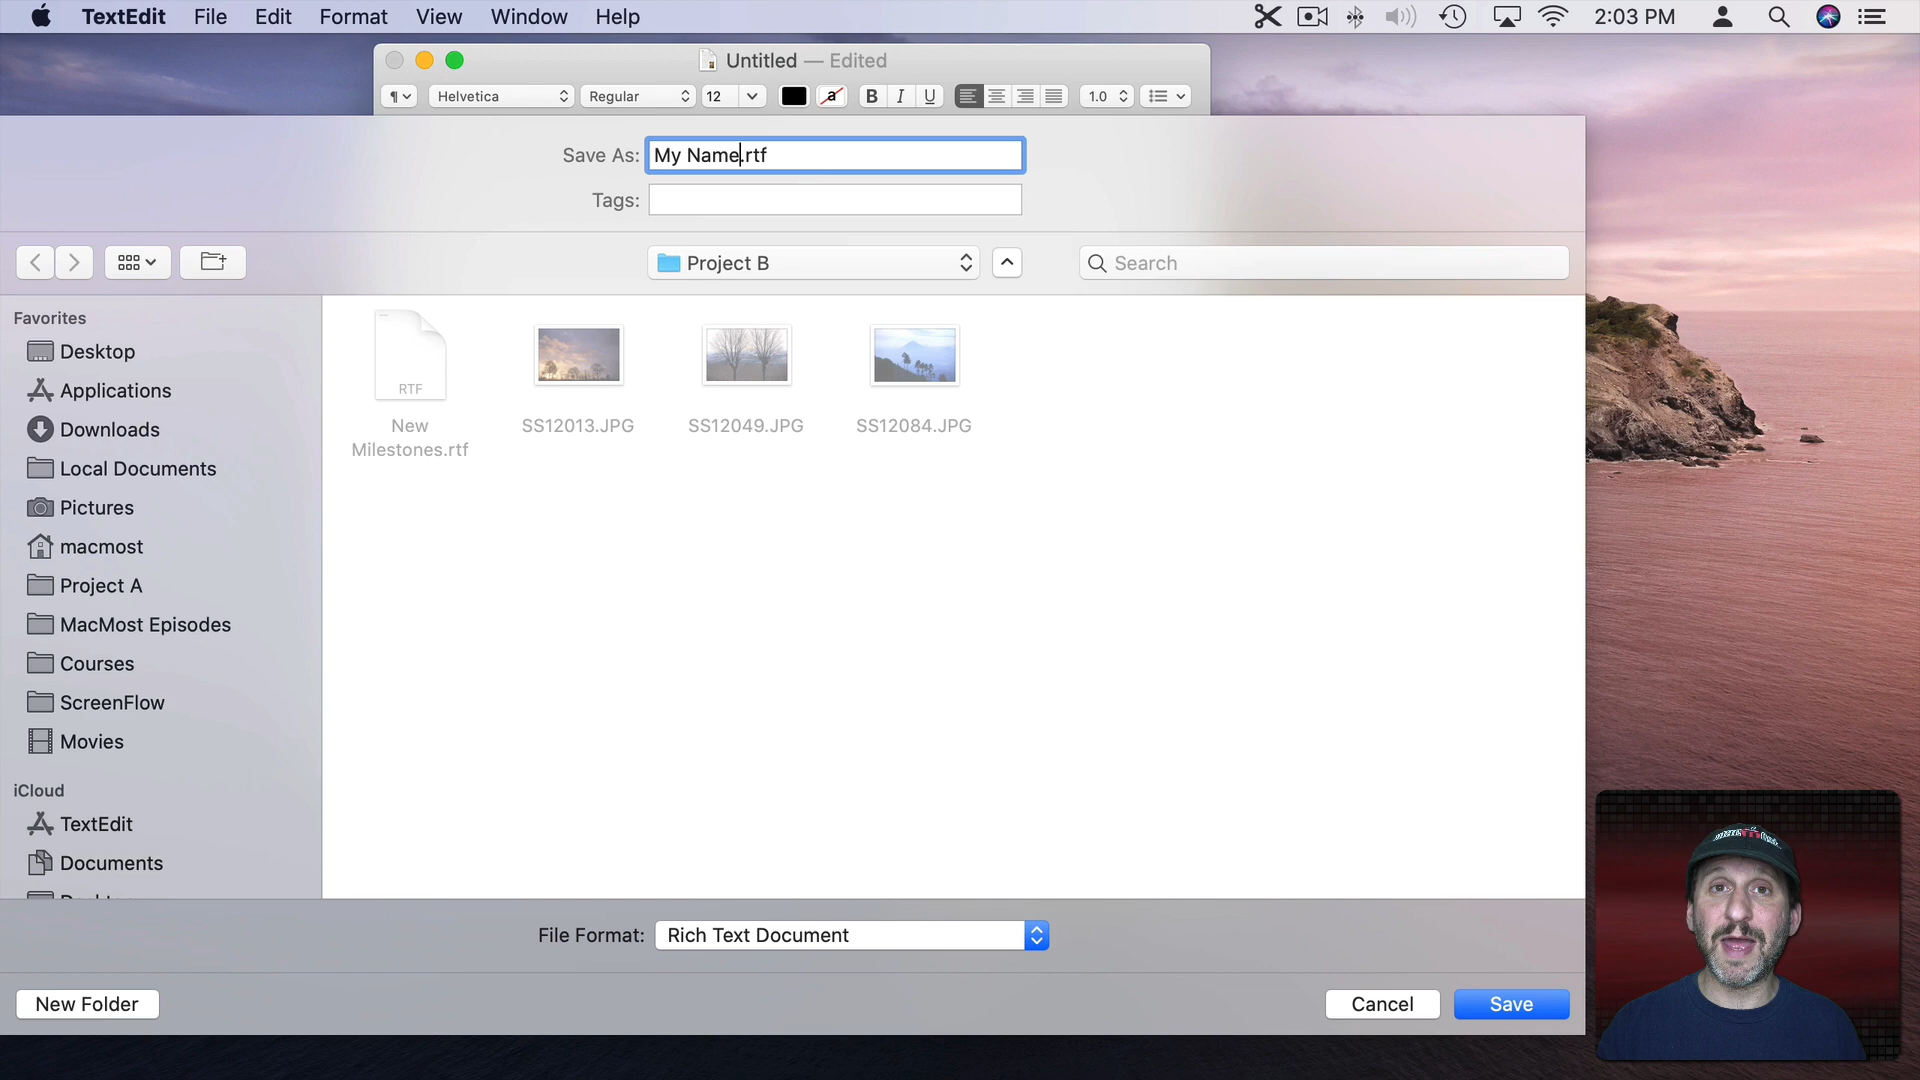 TextEdit File Edit Format View Window Help 2:03 PM
Untitled — Edited
¶ Helvetica Regular 12 a B I U 1.0
Save As: My Name.rtf
Tags:
Project B Search
Favorites
Desktop
Applications
Downloads
Local Documents
Pictures
macmost
Project A
MacMost Episodes
Courses
ScreenFlow
Movies
iCloud
TextEdit
Documents
RTF
New
Milestones.rtf
SS12013.JPG
SS12049.JPG
SS12084.JPG
File Format: Rich Text Document
New Folder Cancel Save